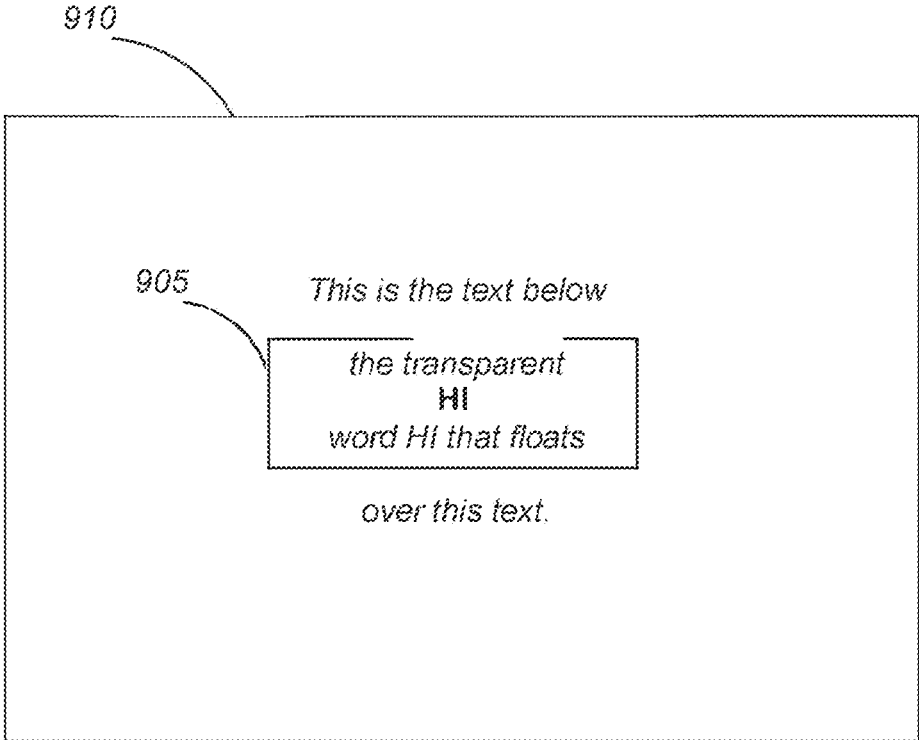 910
905
This is the text below
the transparent
HI
word HI that floats
over this text.